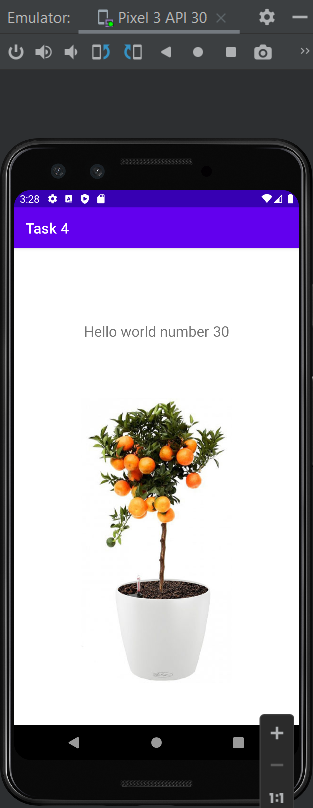 Emulator: Pixel 3 API 30
3:28
Task 4
Hello world number 30
1:1